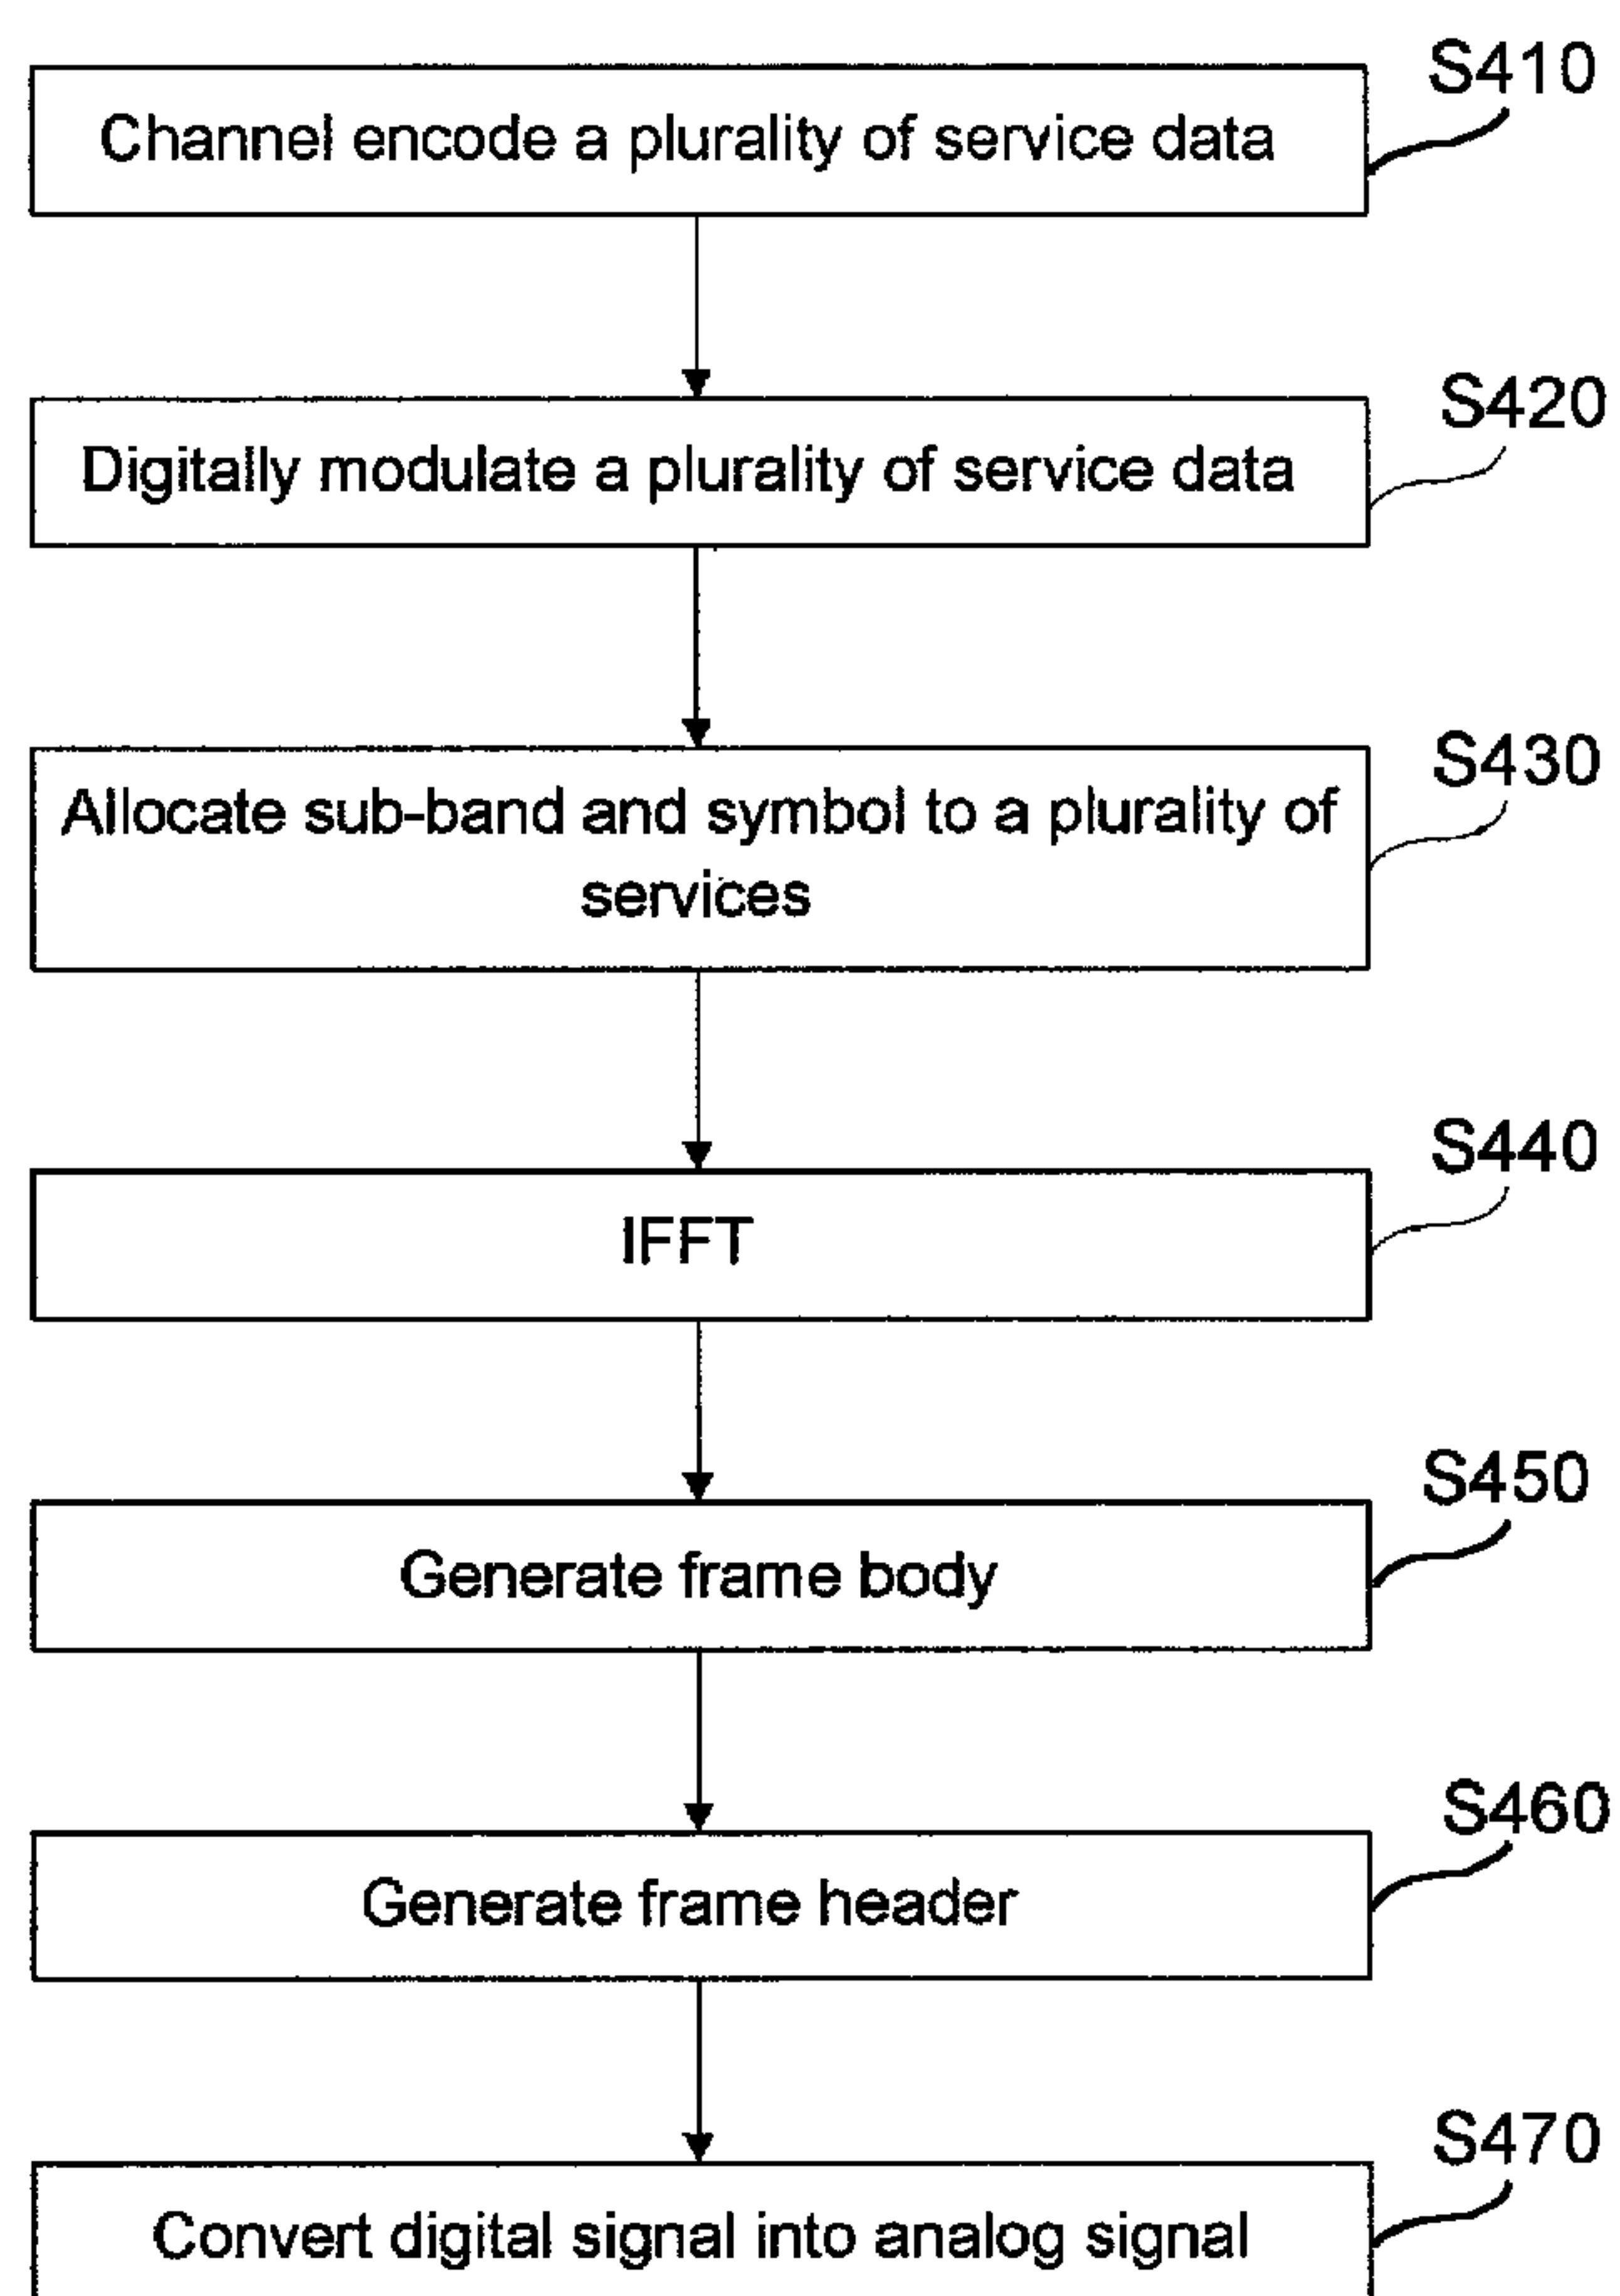 S410
Channel encode a plurality of service data
S420
Digitally modulate a plurality of service data
S430
Allocate sub-band and symbol to a plurality of
services
S440
IFFT
S450
Generate frame body
S460
Generate frame header
S470
Convert digital signal into analog signal